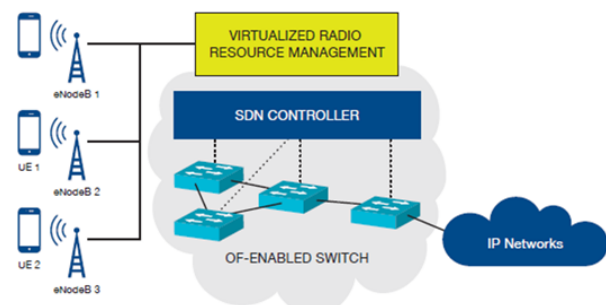 VIRTUALIZED RADIO
RESOURCE MANAGEMENT
eNodeB 1
SDN CONTROLLER
UE 1
eNodeB 2
UE 2
eNodeB 3
OF-ENABLED SWITCH
IP Networks